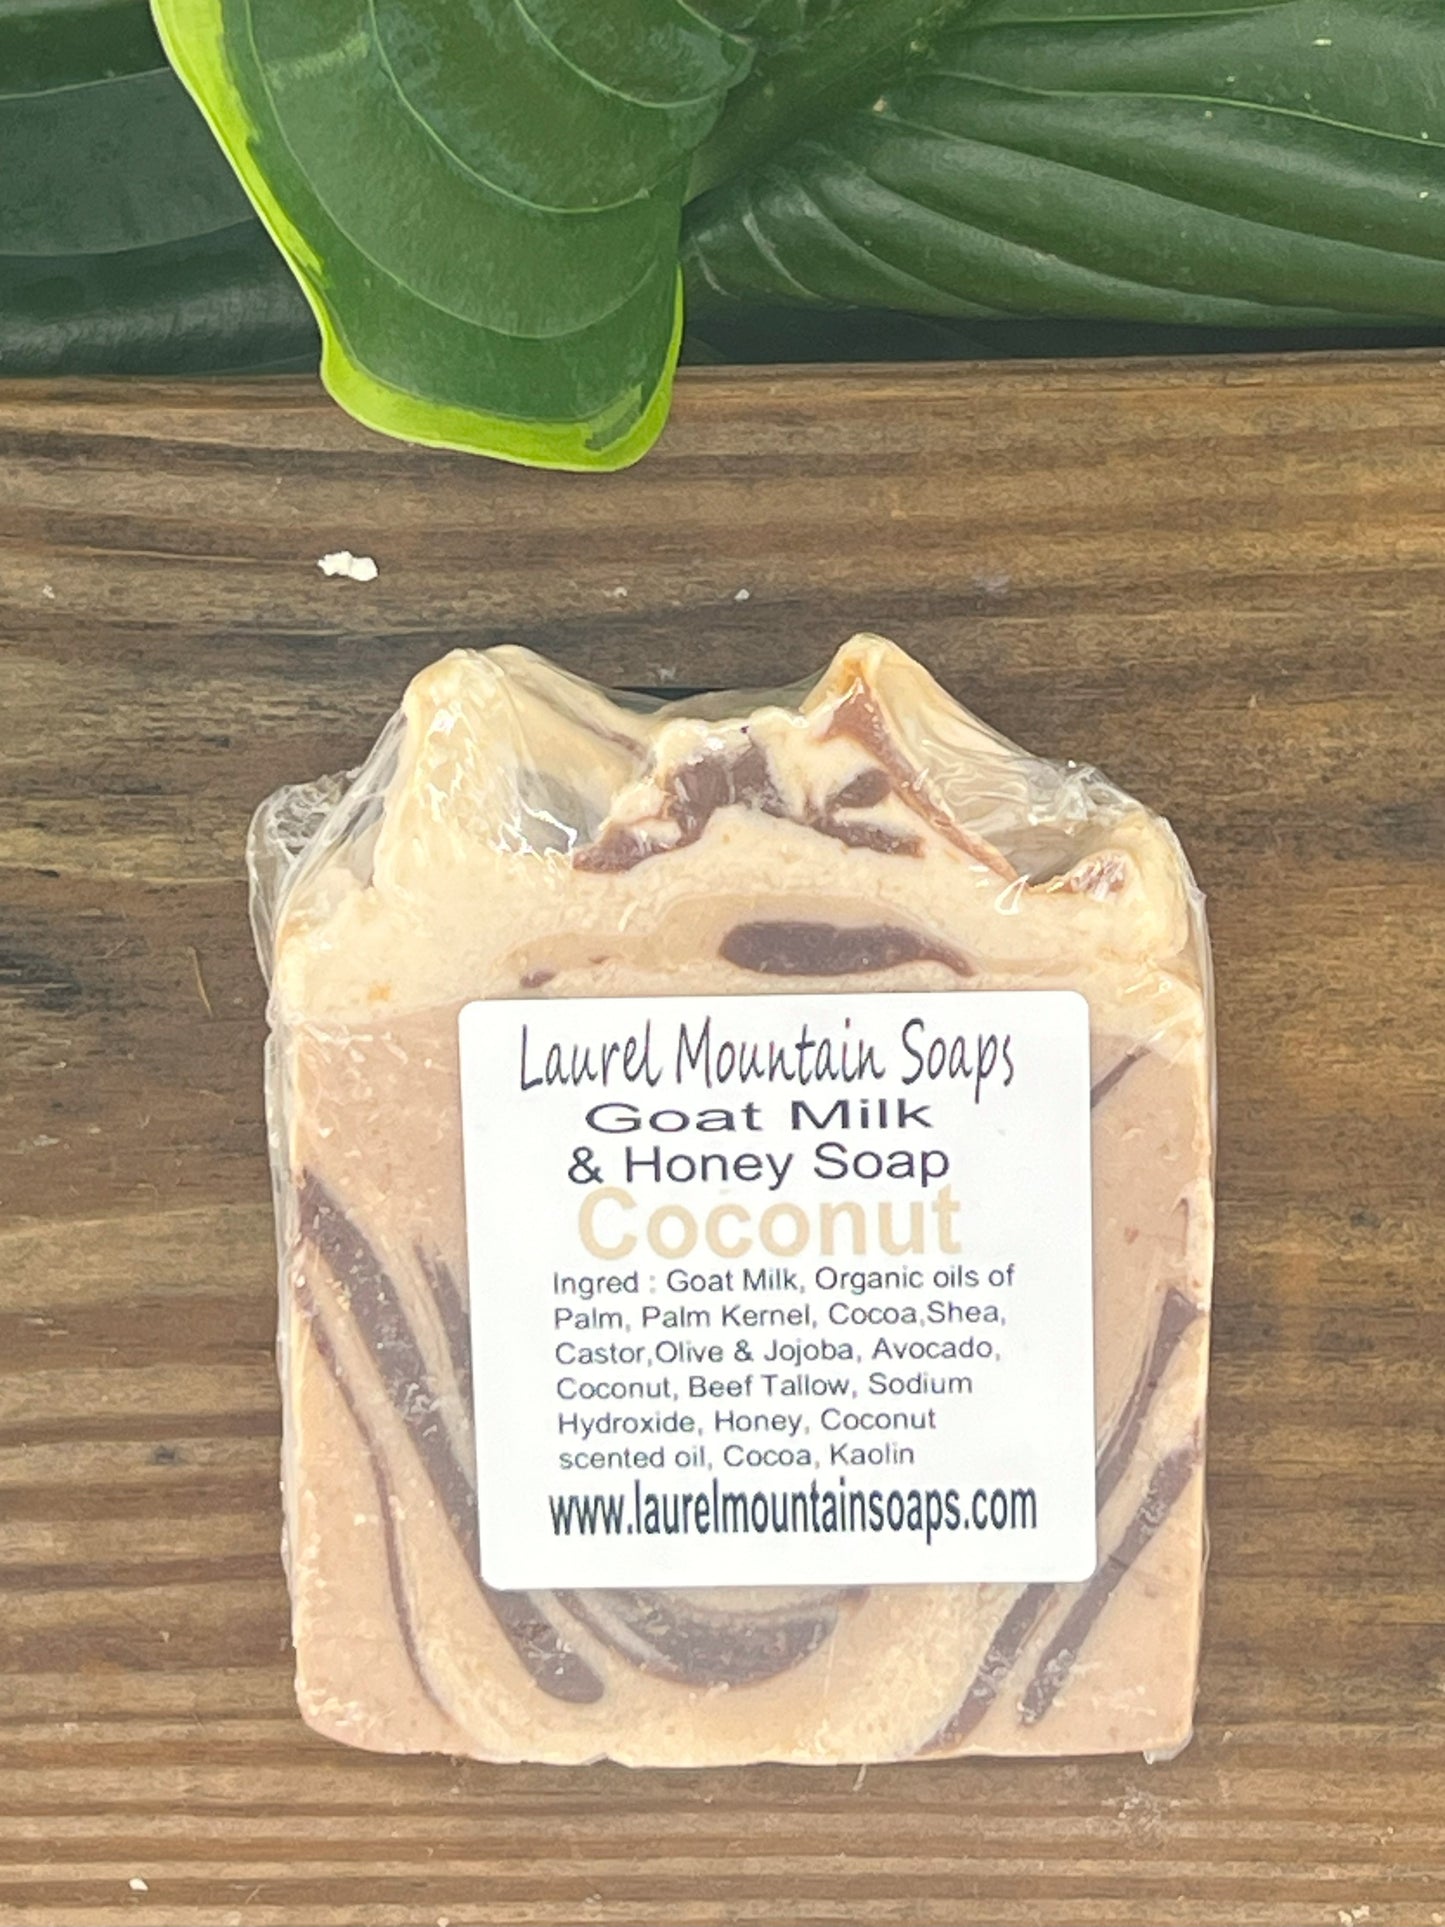 Laurel Mountain Soaps
Goat Milk
& Honey Soap
Coconut
Ingred : Goat Milk, Organic oils of
Palm, Palm Kernel, Cocoa,Shea,
Castor,Olive & Jojoba, Avocado,
Coconut, Beef Tallow, Sodium
Hydroxide, Honey, Coconut
scented oil, Cocoa, Kaolin
www.laurelmountainsoaps.com